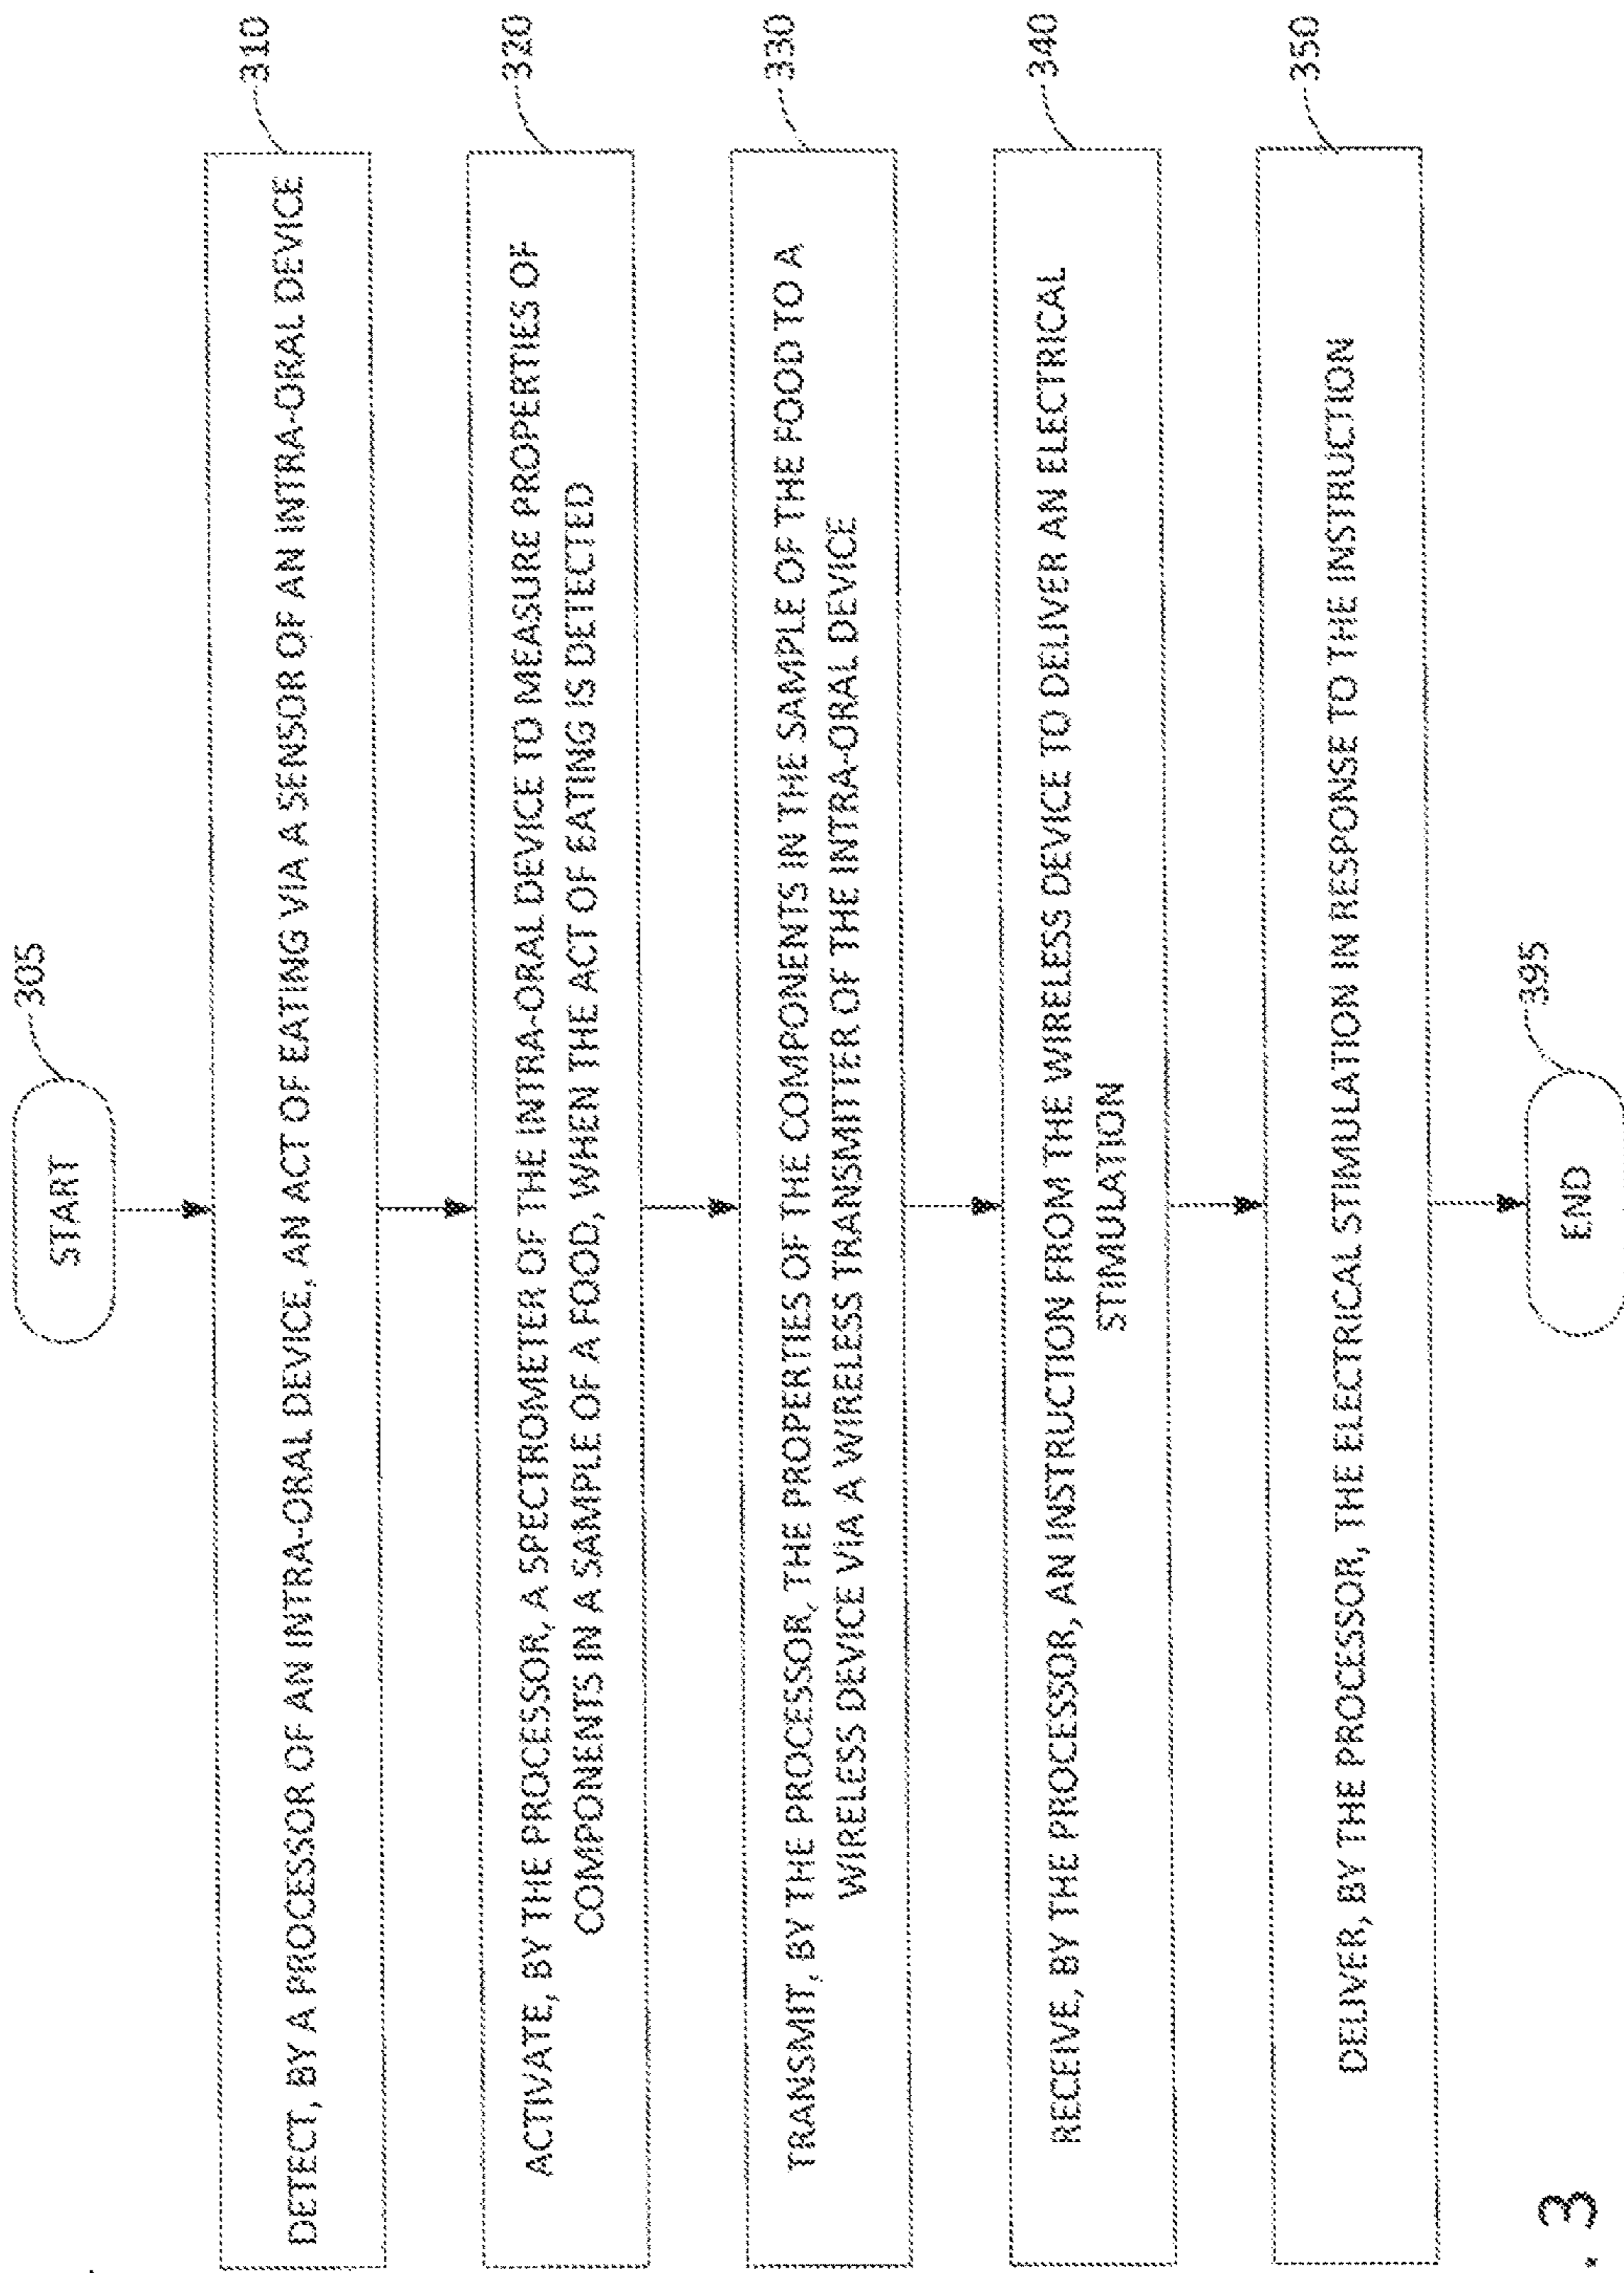 305
START
310
DETECT, BY A PROCESSOR OF AN INTRA-ORAL DEVICE, AN ACT OF EATING VIA A SENSOR OF AN INTRA-ORAL DEVICE
320
ACTIVATE, BY THE PROCESSOR, A SPECTROMETER OF THE INTRA-ORAL DEVICE TO MEASURE PROPERTIES OF
COMPONENTS IN A SAMPLE OF A FOOD, WHEN THE ACT OF EATING IS DETECTED
330
TRANSMIT, BY THE PROCESSOR, THE PROPERTIES OF THE COMPONENTS IN THE SAMPLE OF THE FOOD TO A
WIRELESS DEVICE VIA A WIRELESS TRANSMITTER OF THE INTRA-ORAL DEVICE
340
RECEIVE, BY THE PROCESSOR, AN INSTRUCTION FROM THE WIRELESS DEVICE TO DELIVER AN ELECTRICAL
STIMULATION
350
DELIVER, BY THE PROCESSOR, THE ELECTRICAL STIMULATION IN RESPONSE TO THE INSTRUCTION
395
END
. 3